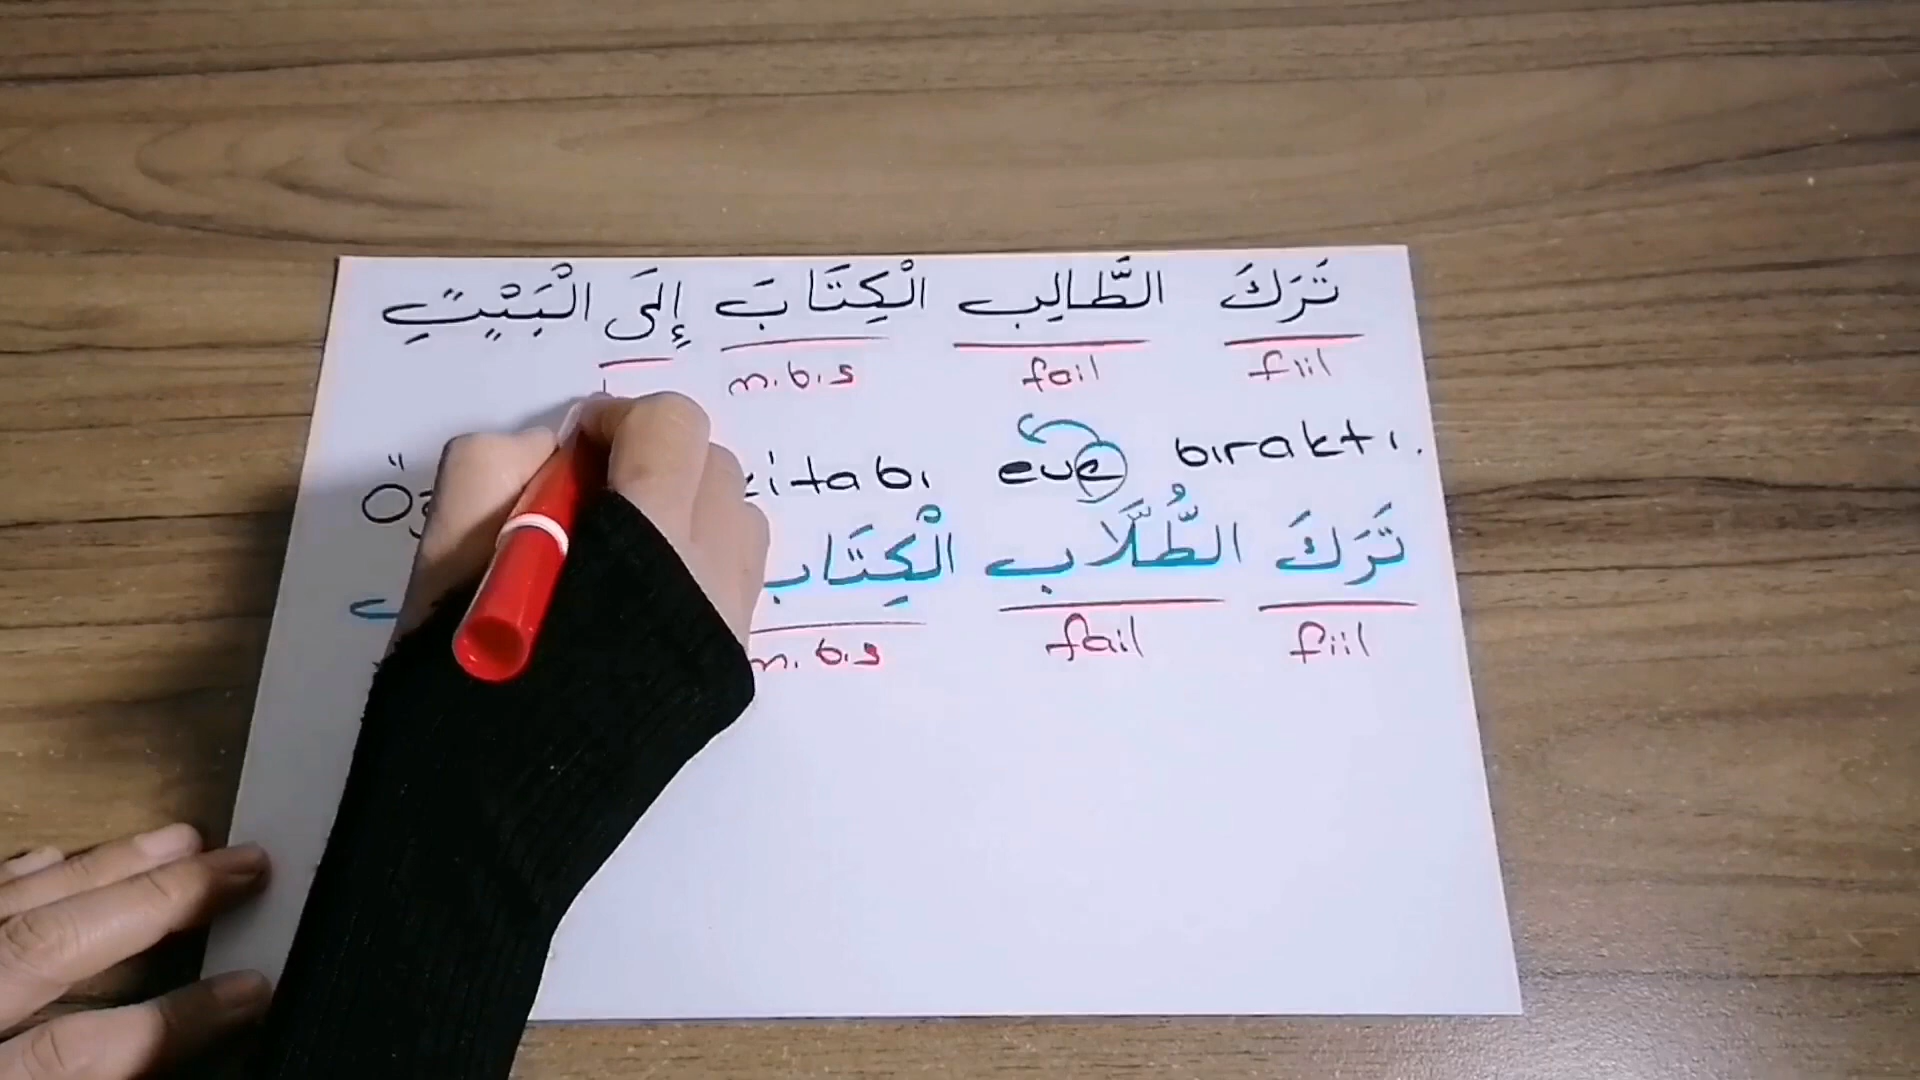 تَرَكَ الطَّالِب الْكِتَابَ إِلَى الْبَيْتِ
fiil fail m.b.s
kitabı eve bıraktı.
تَرَكَ الطُّلَّاب الْكِتَاب
fiil fail m.b.s